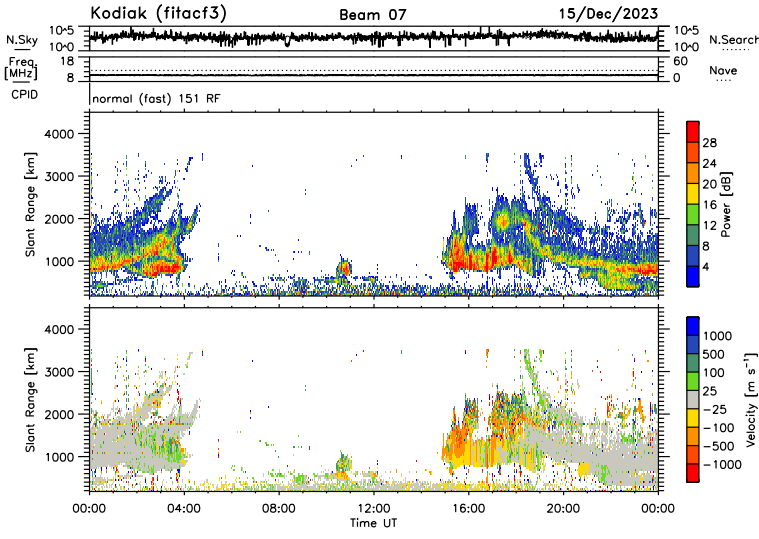 Kodiak (fitacf3) Beam 07 15/Dec/2023
N.Sky 10^5 10^0 10^5 10^0 N.Search
Freq. [MHz] 18 8 60 0 Nave
CPID normal (fast) 151 RF
Slant Range [km] 4000 3000 2000 1000
28 24 20 16 12 8 4 Power [dB]
Slant Range [km] 4000 3000 2000 1000
1000 500 100 25 −25 −100 −500 −1000 Velocity [m s⁻¹]
00:00 04:00 08:00 12:00 16:00 20:00 00:00
Time UT